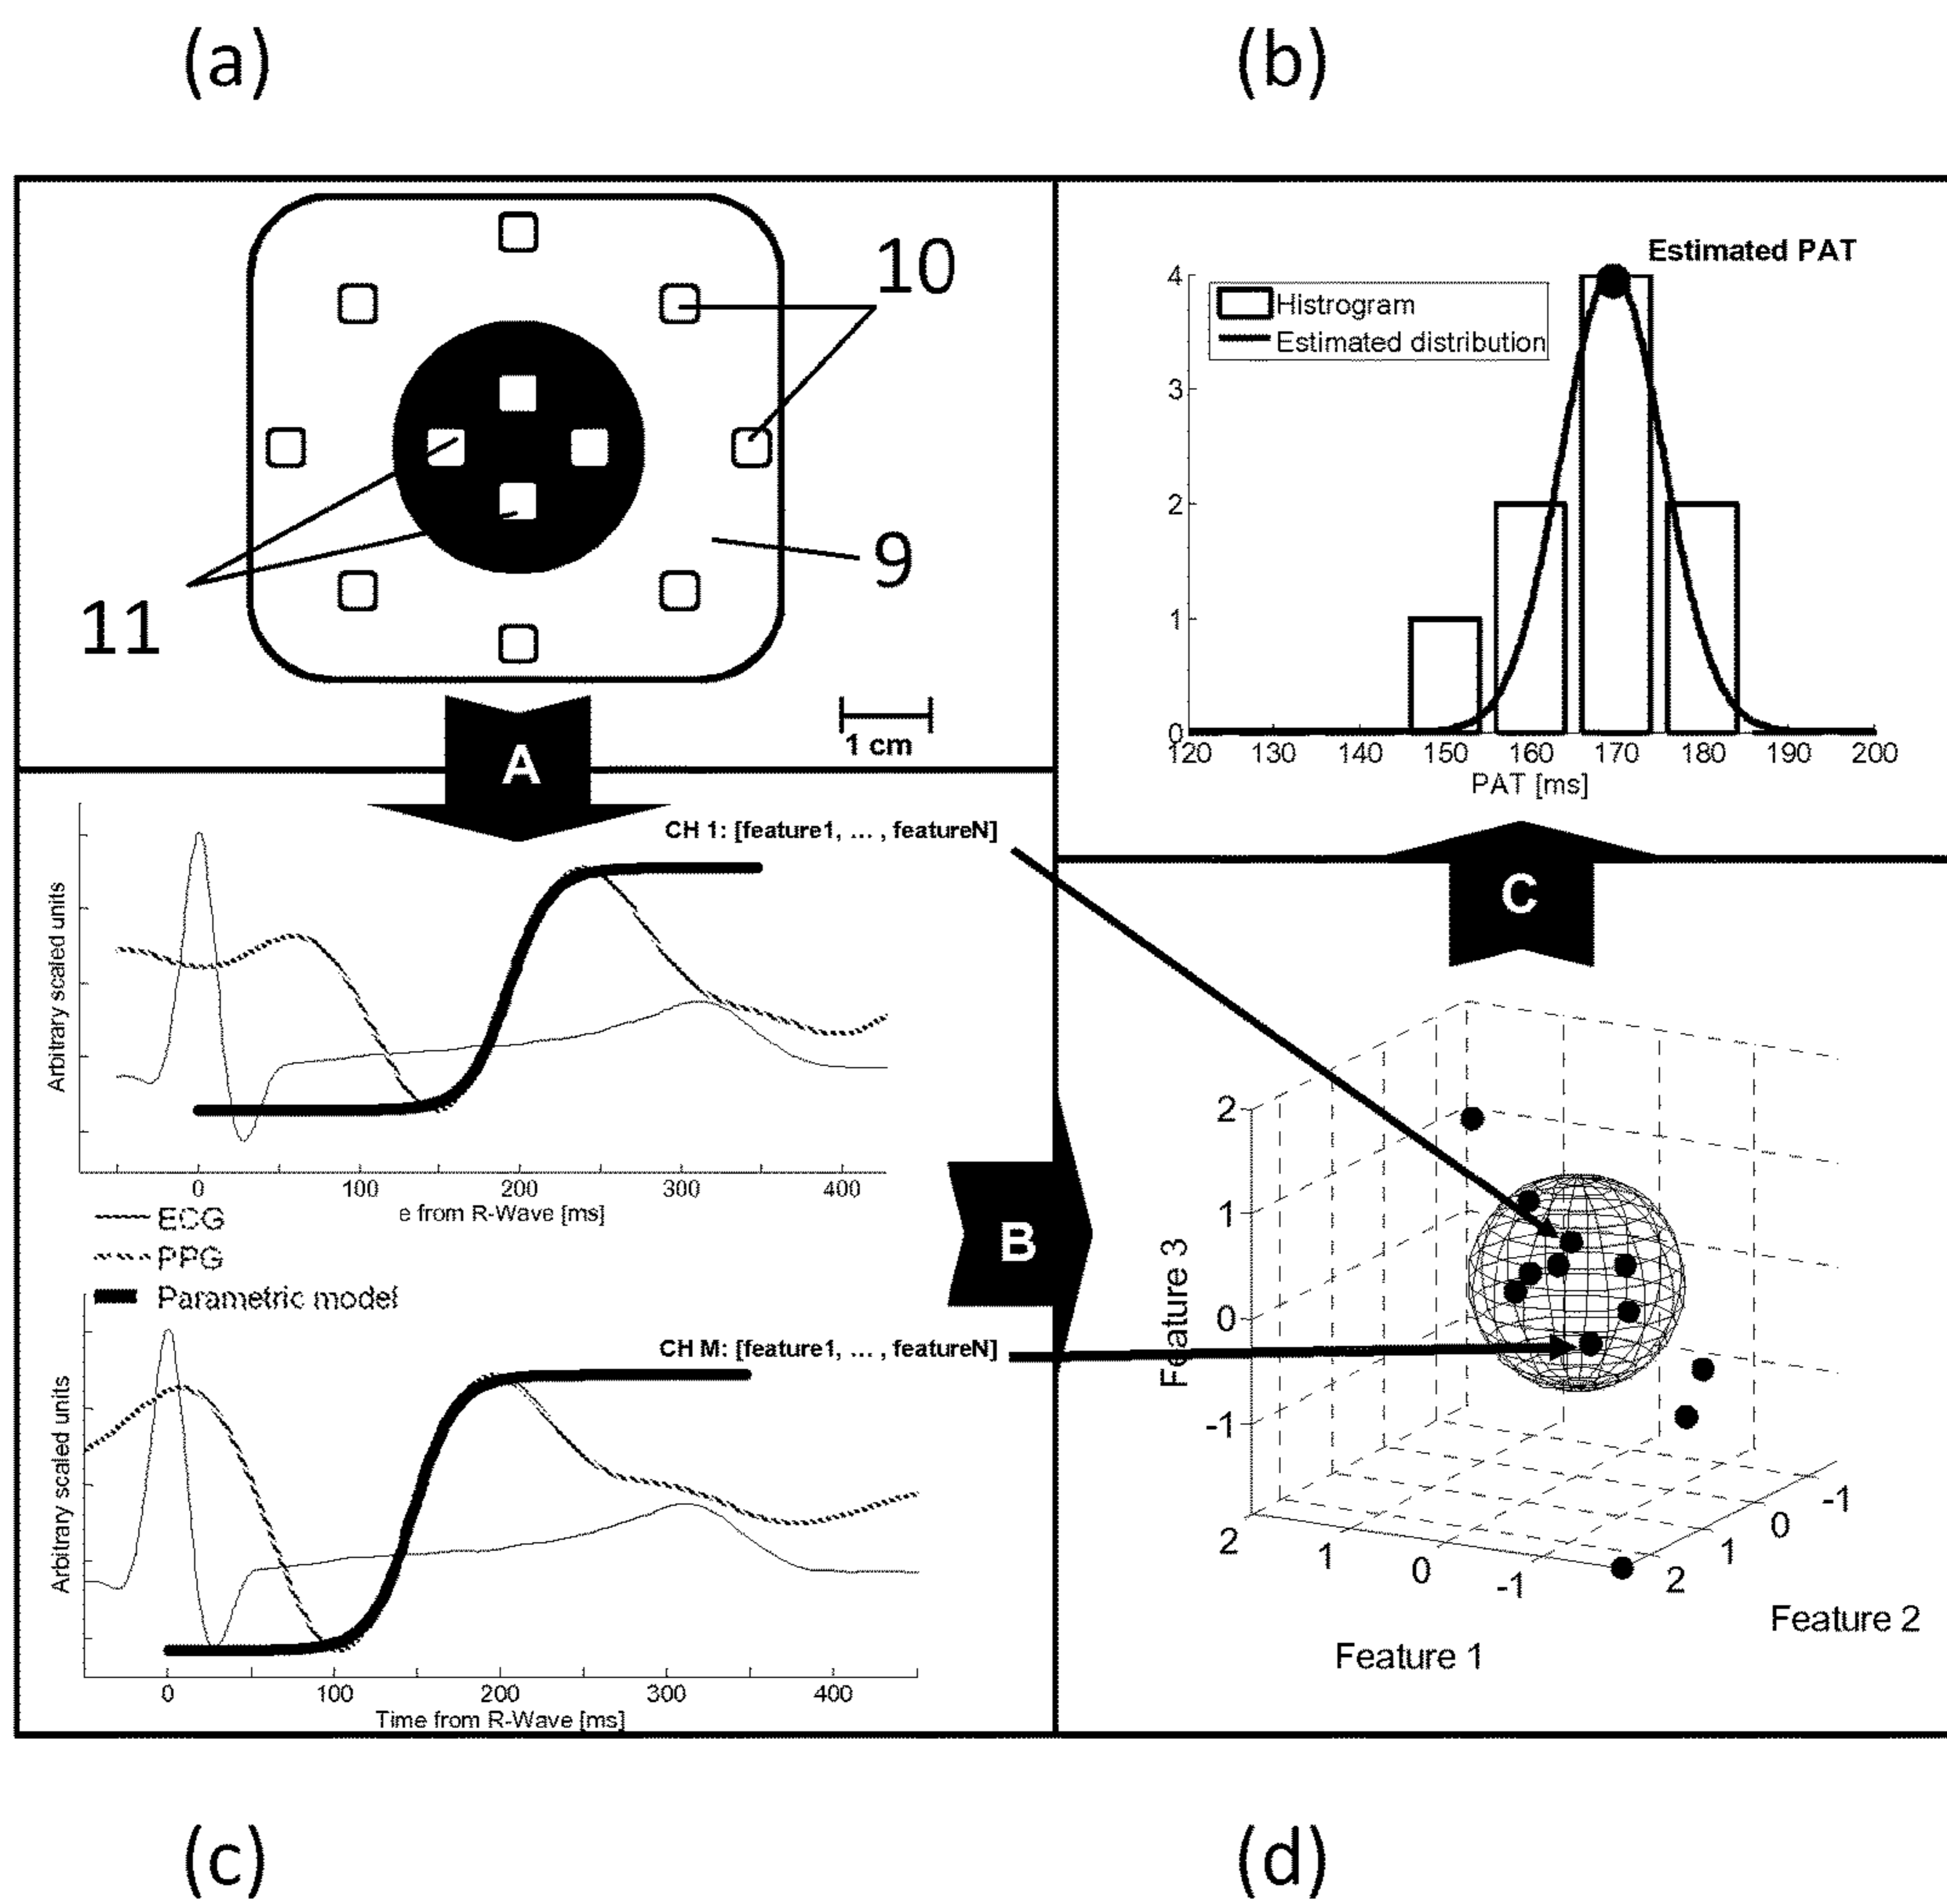 (a)
(b)
10
9
11
1 cm
A
Estimated PAT
Histrogram
Estimated distribution
4
3
2
1
0
120 130 140 150 160 170 180 190 200
PAT [ms]
CH 1: [feature1, ... , featureN]
Arbitrary scaled units
0 100 200 300 400
e from R-Wave [ms]
ECG
PPG
Parametric model
CH M: [feature1, ... , featureN]
Arbitrary scaled units
0 100 200 300 400
Time from R-Wave [ms]
B
C
2
1
0
-1
Feature 3
2 1 0 -1
Feature 1
2 1 0 -1
Feature 2
(c)
(d)